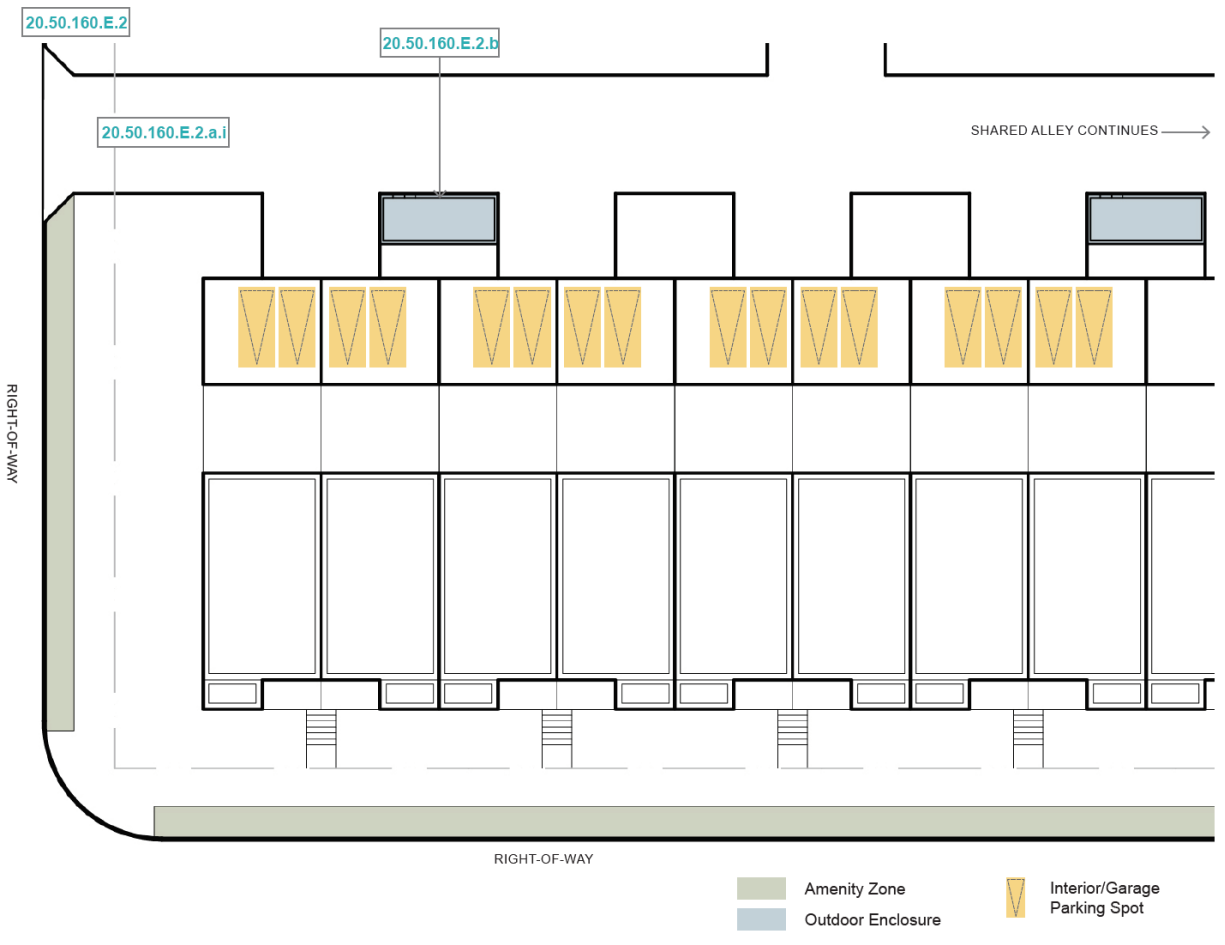 20.50.160.E.2
20.50.160.E.2.b
20.50.160.E.2.a.i
SHARED ALLEY CONTINUES
RIGHT-OF-WAY
RIGHT-OF-WAY
Amenity Zone
Outdoor Enclosure
Interior/Garage
Parking Spot